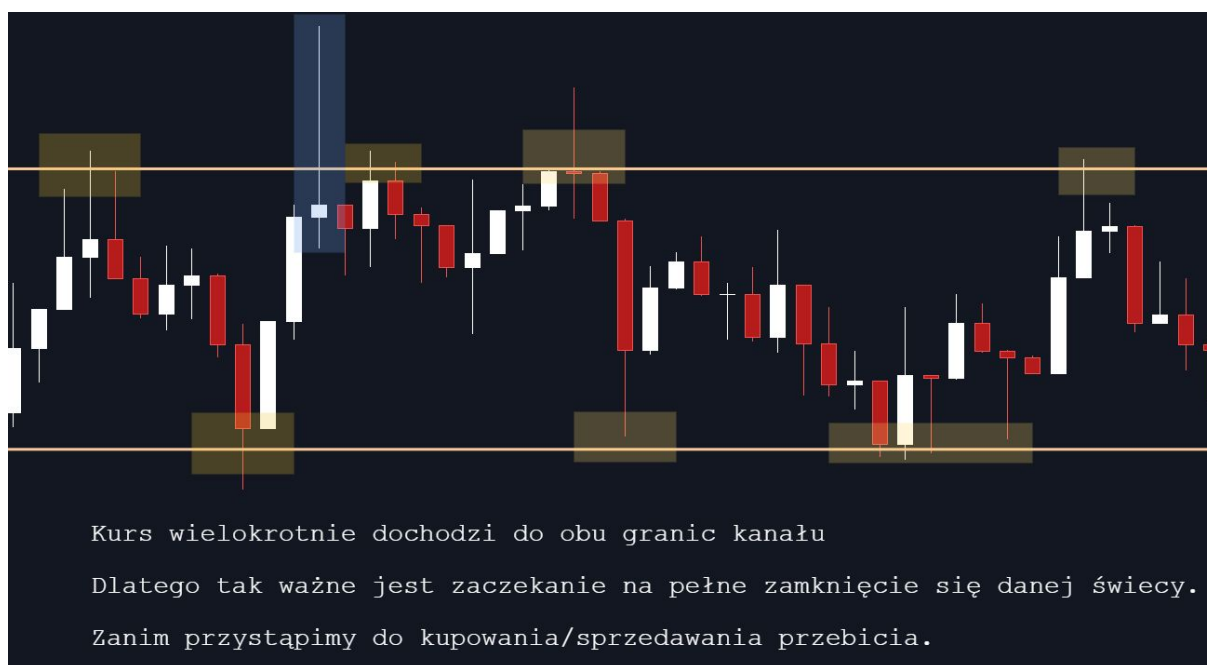 Kurs wielokrotnie dochodzi do obu granic kanału
Dlatego tak ważne jest zaczekanie na pełne zamknięcie się danej świecy.
Zanim przystąpimy do kupowania/sprzedawania przebicia.